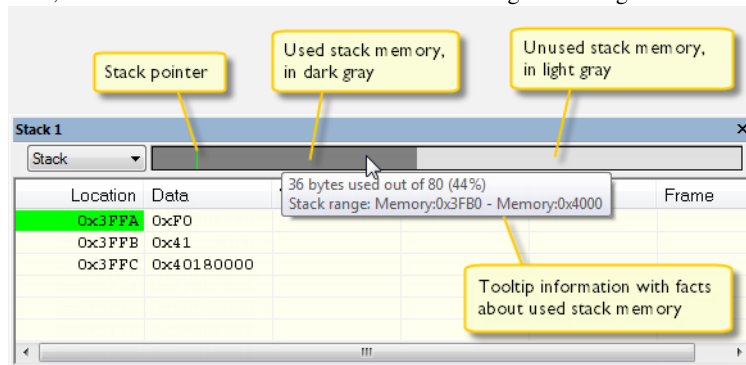 Used stack memory,
in dark gray
Unused stack memory,
in light gray
Stack pointer
Stack 1
Stack
36 bytes used out of 80 (44%)
Stack range: Memory:0x3FB0 - Memory:0x4000
Location Data Frame
0x3FFA 0xF0
0x3FFB 0x41
0x3FFC 0x40180000
Tooltip information with facts
about used stack memory